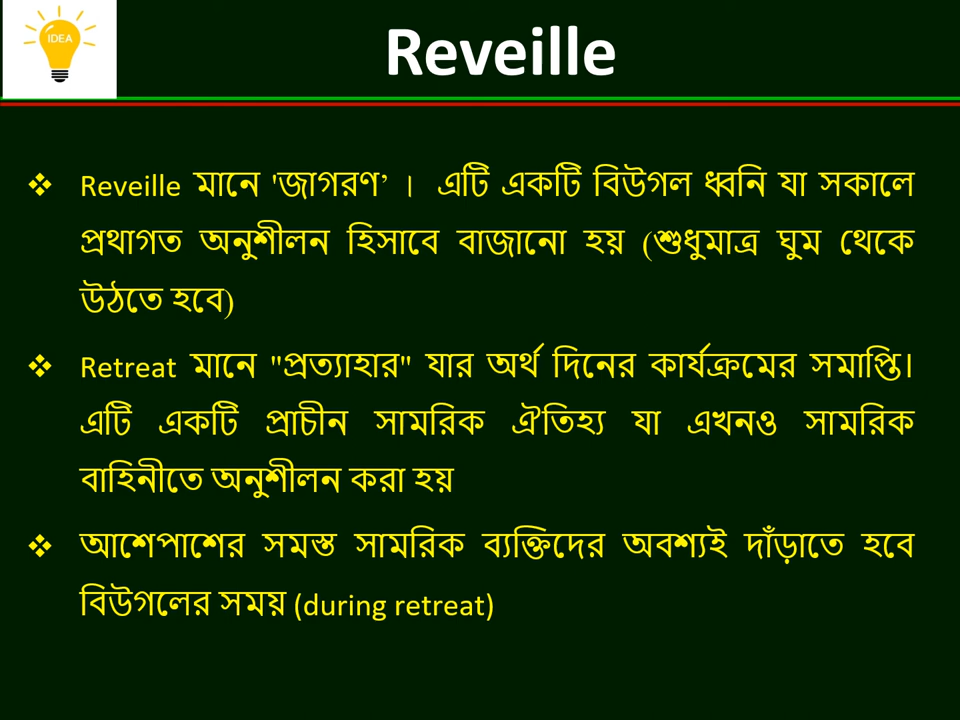 IDEA
Reveille
❖ Reveille মানে 'জাগরণ’ । এটি একটি বিউগল ধ্বনি যা সকালে
প্রথাগত অনুশীলন হিসাবে বাজানো হয় (শুধুমাত্র ঘুম থেকে
উঠতে হবে)
❖ Retreat মানে "প্রত্যাহার" যার অর্থ দিনের কার্যক্রমের সমাপ্তি।
এটি একটি প্রাচীন সামরিক ঐতিহ্য যা এখনও সামরিক
বাহিনীতে অনুশীলন করা হয়
❖ আশেপাশের সমস্ত সামরিক ব্যক্তিদের অবশ্যই দাঁড়াতে হবে
বিউগলের সময় (during retreat)